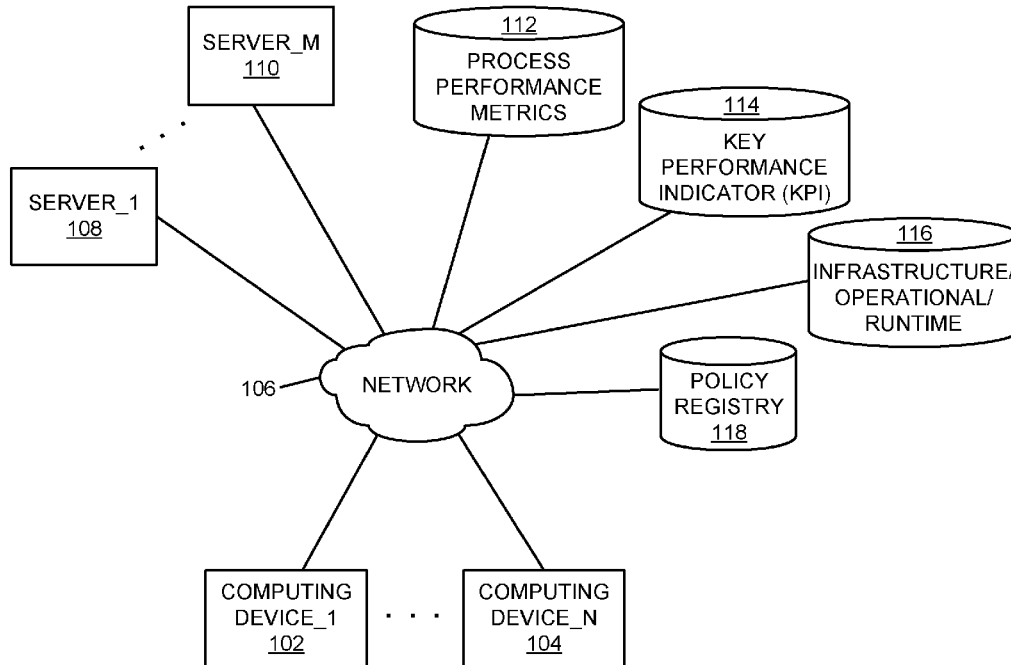 SERVER_M
110
112
PROCESS
PERFORMANCE
METRICS
114
KEY
PERFORMANCE
INDICATOR (KPI)
SERVER_1
108
116
INFRASTRUCTURE/
OPERATIONAL/
RUNTIME
106
NETWORK
POLICY
REGISTRY
118
COMPUTING
DEVICE_1
102
. . .
COMPUTING
DEVICE_N
104